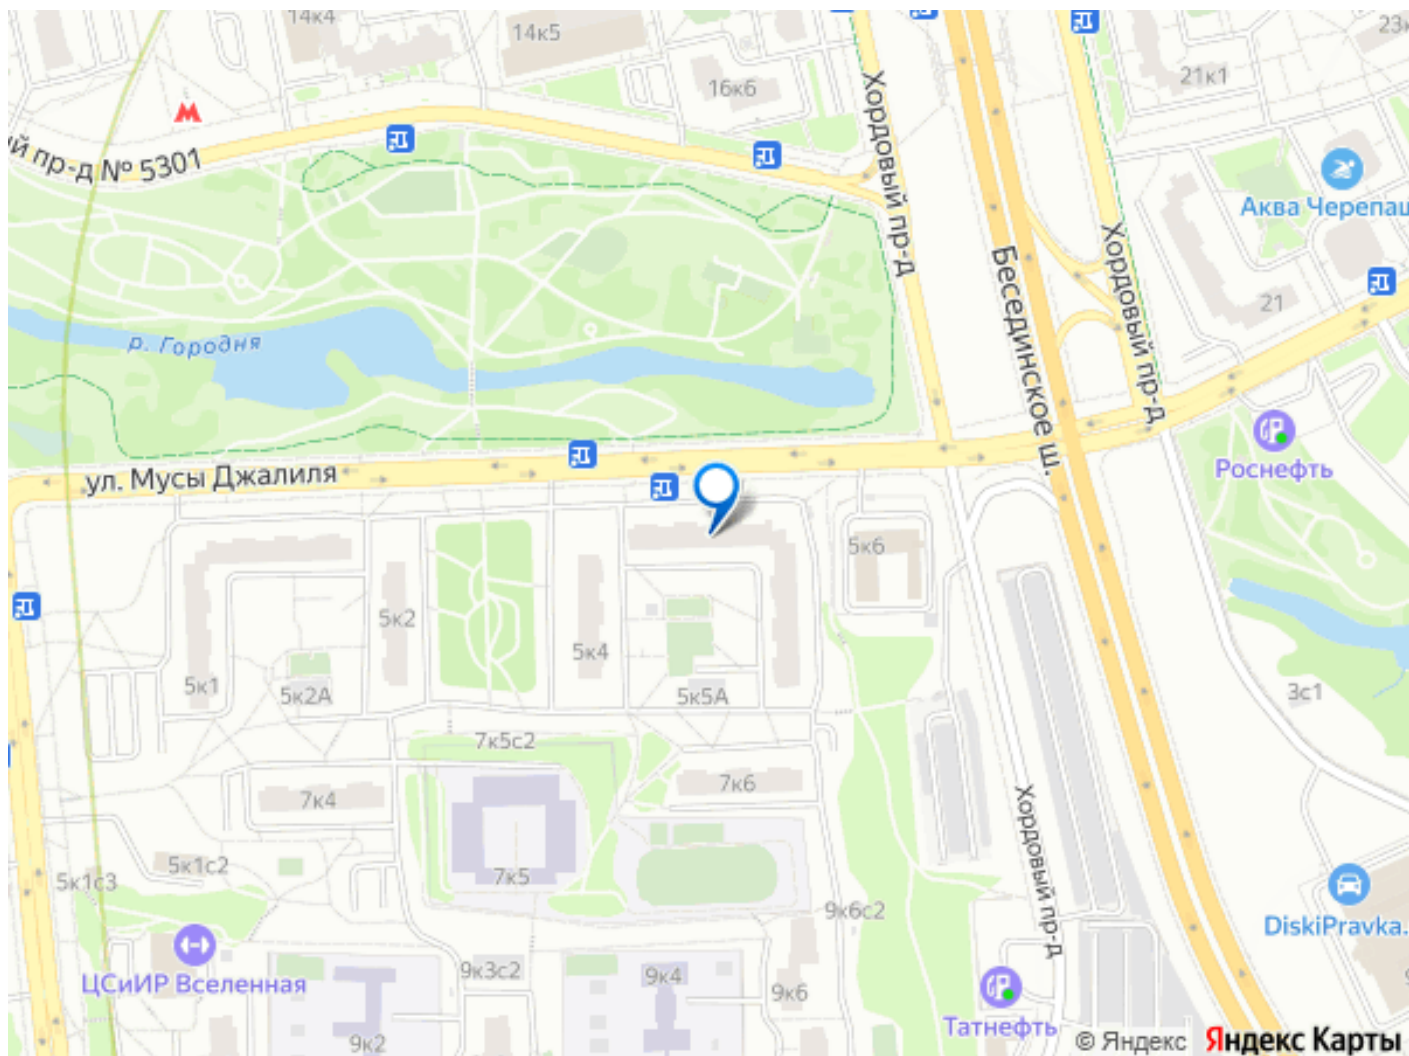 14к4
14к5
23к
21к1
16к6
Хордовый пр-д
й пр-д № 5301
Аква Черепаш
Хордовый пр-д
Бесединское ш.
21
р. Городня
ул. Мусы Джалиля
Роснефть
5к6
5к2
5к4
5к1
5к2А
5к5А
3с1
7к5с2
7к6
7к4
Хордовый пр-д
5к1с2
5к1с3
7к5
9к6с2
DiskiPravka.
ЦСиИР Вселенная
9к3с2
9к4
9к6
Татнефть
9к2
© Яндекс Яндекс Карты